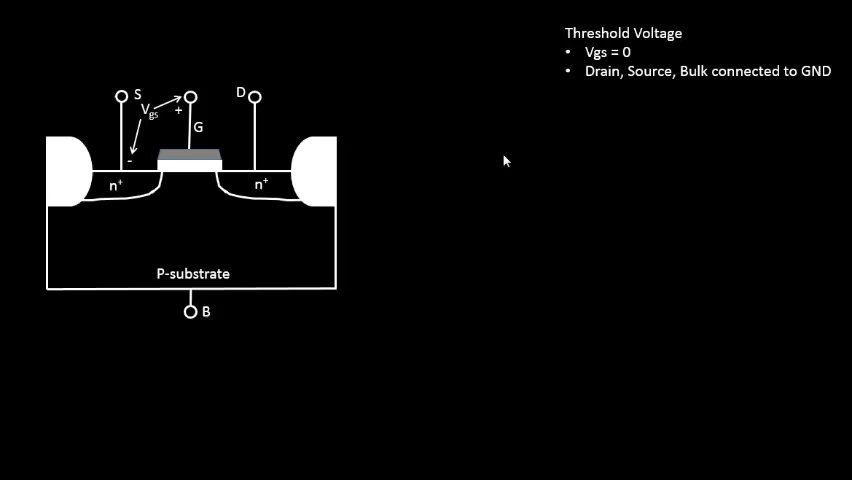 Threshold Voltage
• Vgs = 0
• Drain, Source, Bulk connected to GND
S
D
Vgs
+
G
-
n+
n+
P-substrate
B